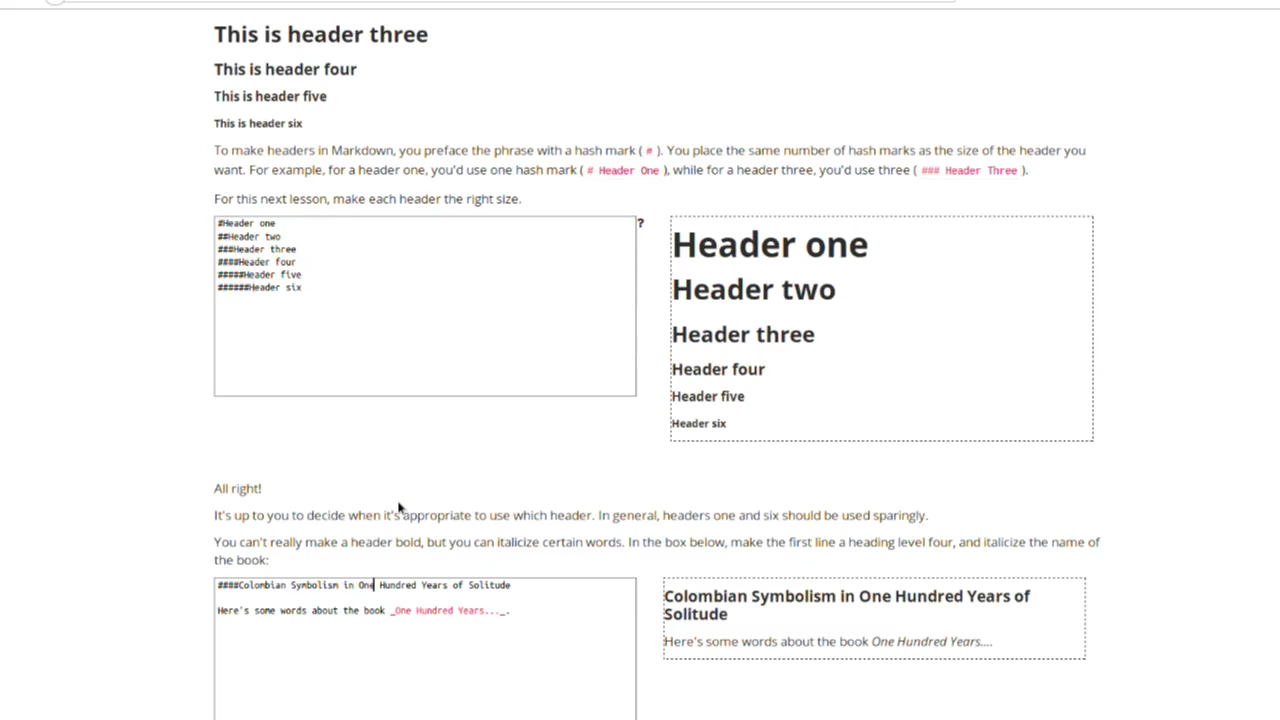 This is header three
This is header four
This is header five
This is header six
To make headers in Markdown, you preface the phrase with a hash mark ( # ). You place the same number of hash marks as the size of the header you
want. For example, for a header one, you'd use one hash mark ( # Header One ), while for a header three, you'd use three ( ### Header Three ).
For this next lesson, make each header the right size.
#Header one
##Header two
###Header three
####Header four
#####Header five
######Header six
?
Header one
Header two
Header three
Header four
Header five
Header six
All right!
It's up to you to decide when it's appropriate to use which header. In general, headers one and six should be used sparingly.
You can't really make a header bold, but you can italicize certain words. In the box below, make the first line a heading level four, and italicize the name of
the book:
####Colombian Symbolism in One Hundred Years of Solitude
Here's some words about the book _One Hundred Years..._.
Colombian Symbolism in One Hundred Years of
Solitude
Here's some words about the book One Hundred Years....